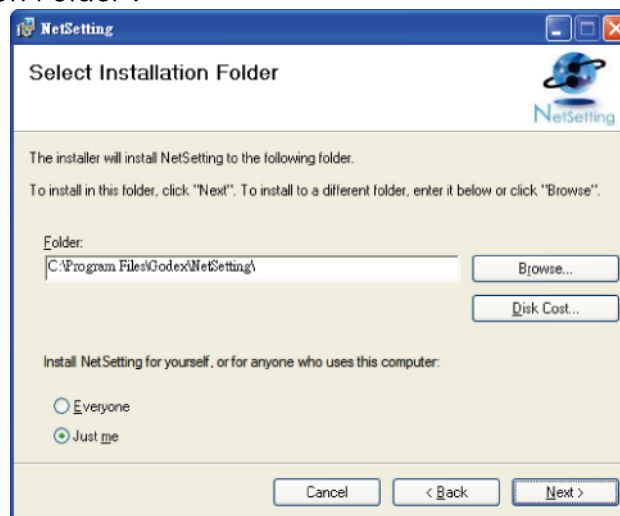 NetSetting
Select Installation Folder
NetSetting
The installer will install NetSetting to the following folder.
To install in this folder, click "Next". To install to a different folder, enter it below or click "Browse".
Folder:
C:\Program Files\Godex\NetSetting\
Browse...
Disk Cost...
Install NetSetting for yourself, or for anyone who uses this computer:
Everyone
Just me
Cancel
< Back
Next >